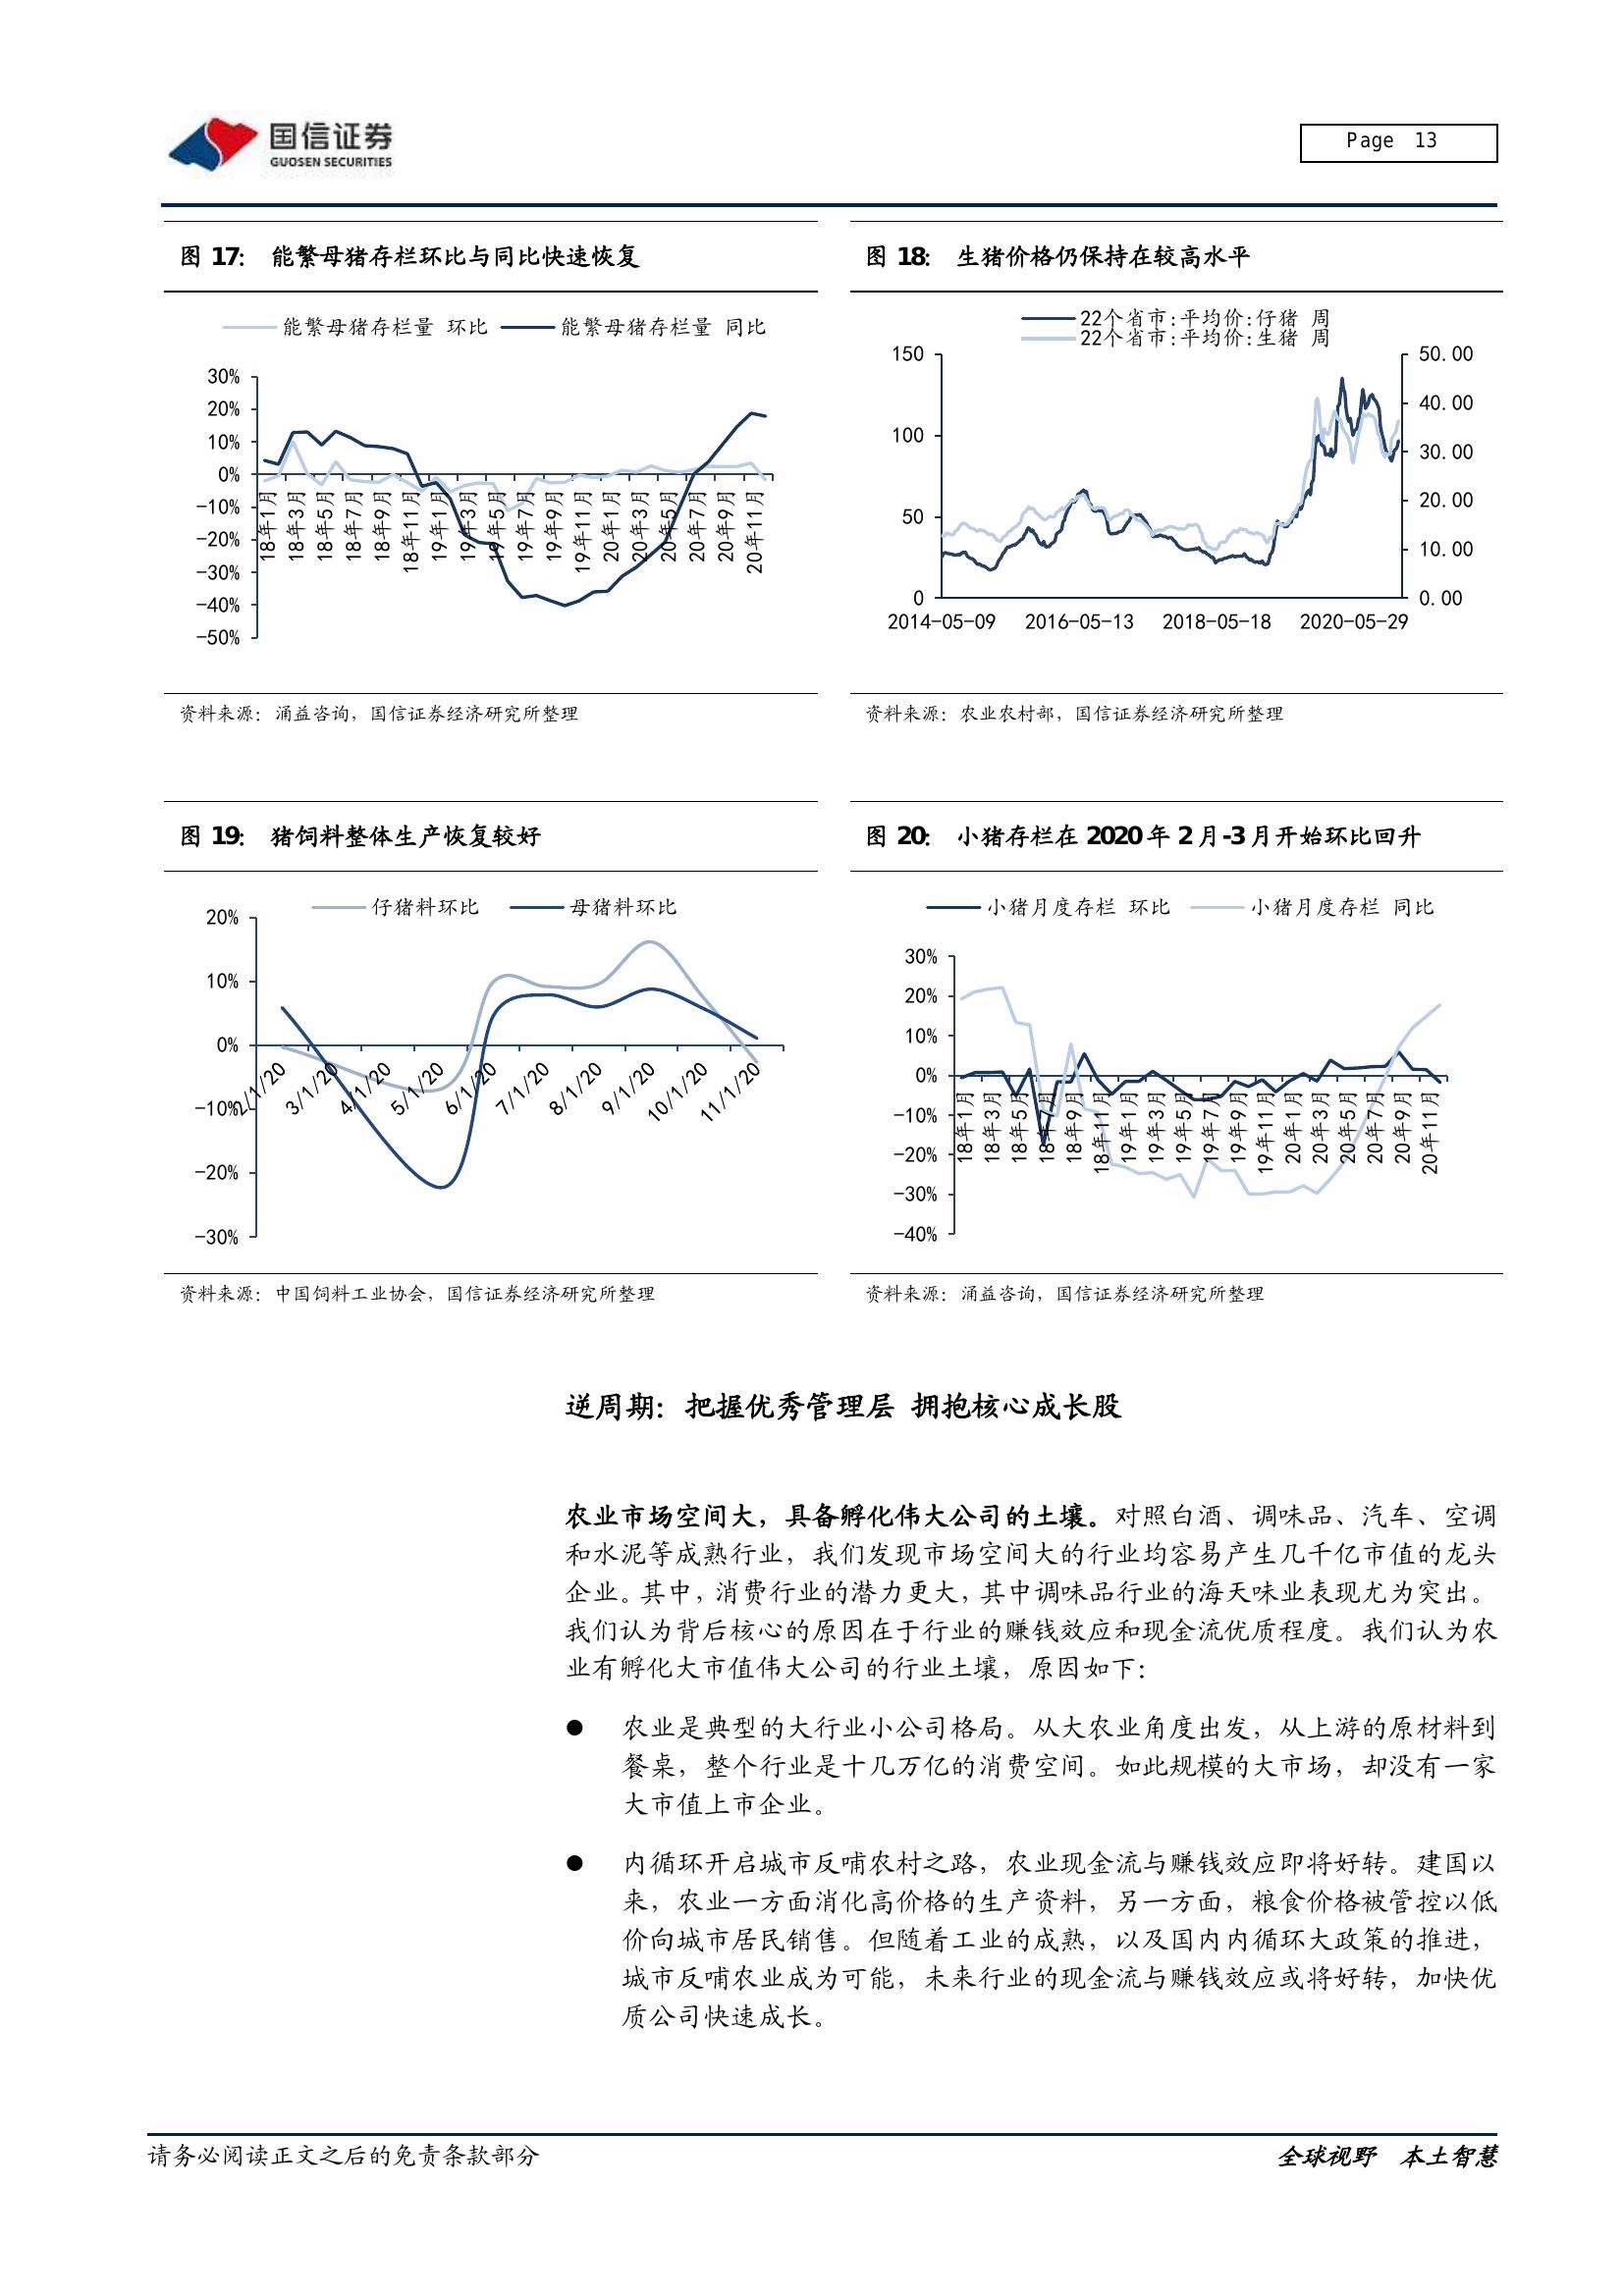 国信证券
GUOSEN SECURITIES
Page 13
图 17: 能繁母猪存栏环比与同比快速恢复
能繁母猪存栏量 环比 能繁母猪存栏量 同比
30%
20%
10%
0%
-10%
-20%
-30%
-40%
-50%
18年1月 18年3月 18年5月 18年7月 18年9月 18年11月 19年1月 19年3月 19年5月 19年7月 19年9月 19年11月 20年1月 20年3月 20年5月 20年7月 20年9月 20年11月
资料来源: 涌益咨询, 国信证券经济研究所整理
图 18: 生猪价格仍保持在较高水平
22个省市:平均价:仔猪 周
22个省市:平均价:生猪 周
150
100
50
0
50.00
40.00
30.00
20.00
10.00
0.00
2014-05-09 2016-05-13 2018-05-18 2020-05-29
资料来源: 农业农村部, 国信证券经济研究所整理
图 19: 猪饲料整体生产恢复较好
仔猪料环比 母猪料环比
20%
10%
0%
-10%
-20%
-30%
2/1/20 3/1/20 4/1/20 5/1/20 6/1/20 7/1/20 8/1/20 9/1/20 10/1/20 11/1/20
资料来源: 中国饲料工业协会, 国信证券经济研究所整理
图 20: 小猪存栏在 2020 年 2 月-3 月开始环比回升
小猪月度存栏 环比 小猪月度存栏 同比
30%
20%
10%
0%
-10%
-20%
-30%
-40%
18年1月 18年3月 18年5月 18年7月 18年9月 18年11月 19年1月 19年3月 19年5月 19年7月 19年9月 19年11月 20年1月 20年3月 20年5月 20年7月 20年9月 20年11月
资料来源: 涌益咨询, 国信证券经济研究所整理
逆周期：把握优秀管理层 拥抱核心成长股
农业市场空间大，具备孵化伟大公司的土壤。对照白酒、调味品、汽车、空调
和水泥等成熟行业，我们发现市场空间大的行业均容易产生几千亿市值的龙头
企业。其中，消费行业的潜力更大，其中调味品行业的海天味业表现尤为突出。
我们认为背后核心的原因在于行业的赚钱效应和现金流优质程度。我们认为农
业有孵化大市值伟大公司的行业土壤，原因如下：
● 农业是典型的大行业小公司格局。从大农业角度出发，从上游的原材料到
餐桌，整个行业是十几万亿的消费空间。如此规模的大市场，却没有一家
大市值上市企业。
● 内循环开启城市反哺农村之路，农业现金流与赚钱效应即将好转。建国以
来，农业一方面消化高价格的生产资料，另一方面，粮食价格被管控以低
价向城市居民销售。但随着工业的成熟，以及国内内循环大政策的推进，
城市反哺农业成为可能，未来行业的现金流与赚钱效应或将好转，加快优
质公司快速成长。
请务必阅读正文之后的免责条款部分
全球视野 本土智慧